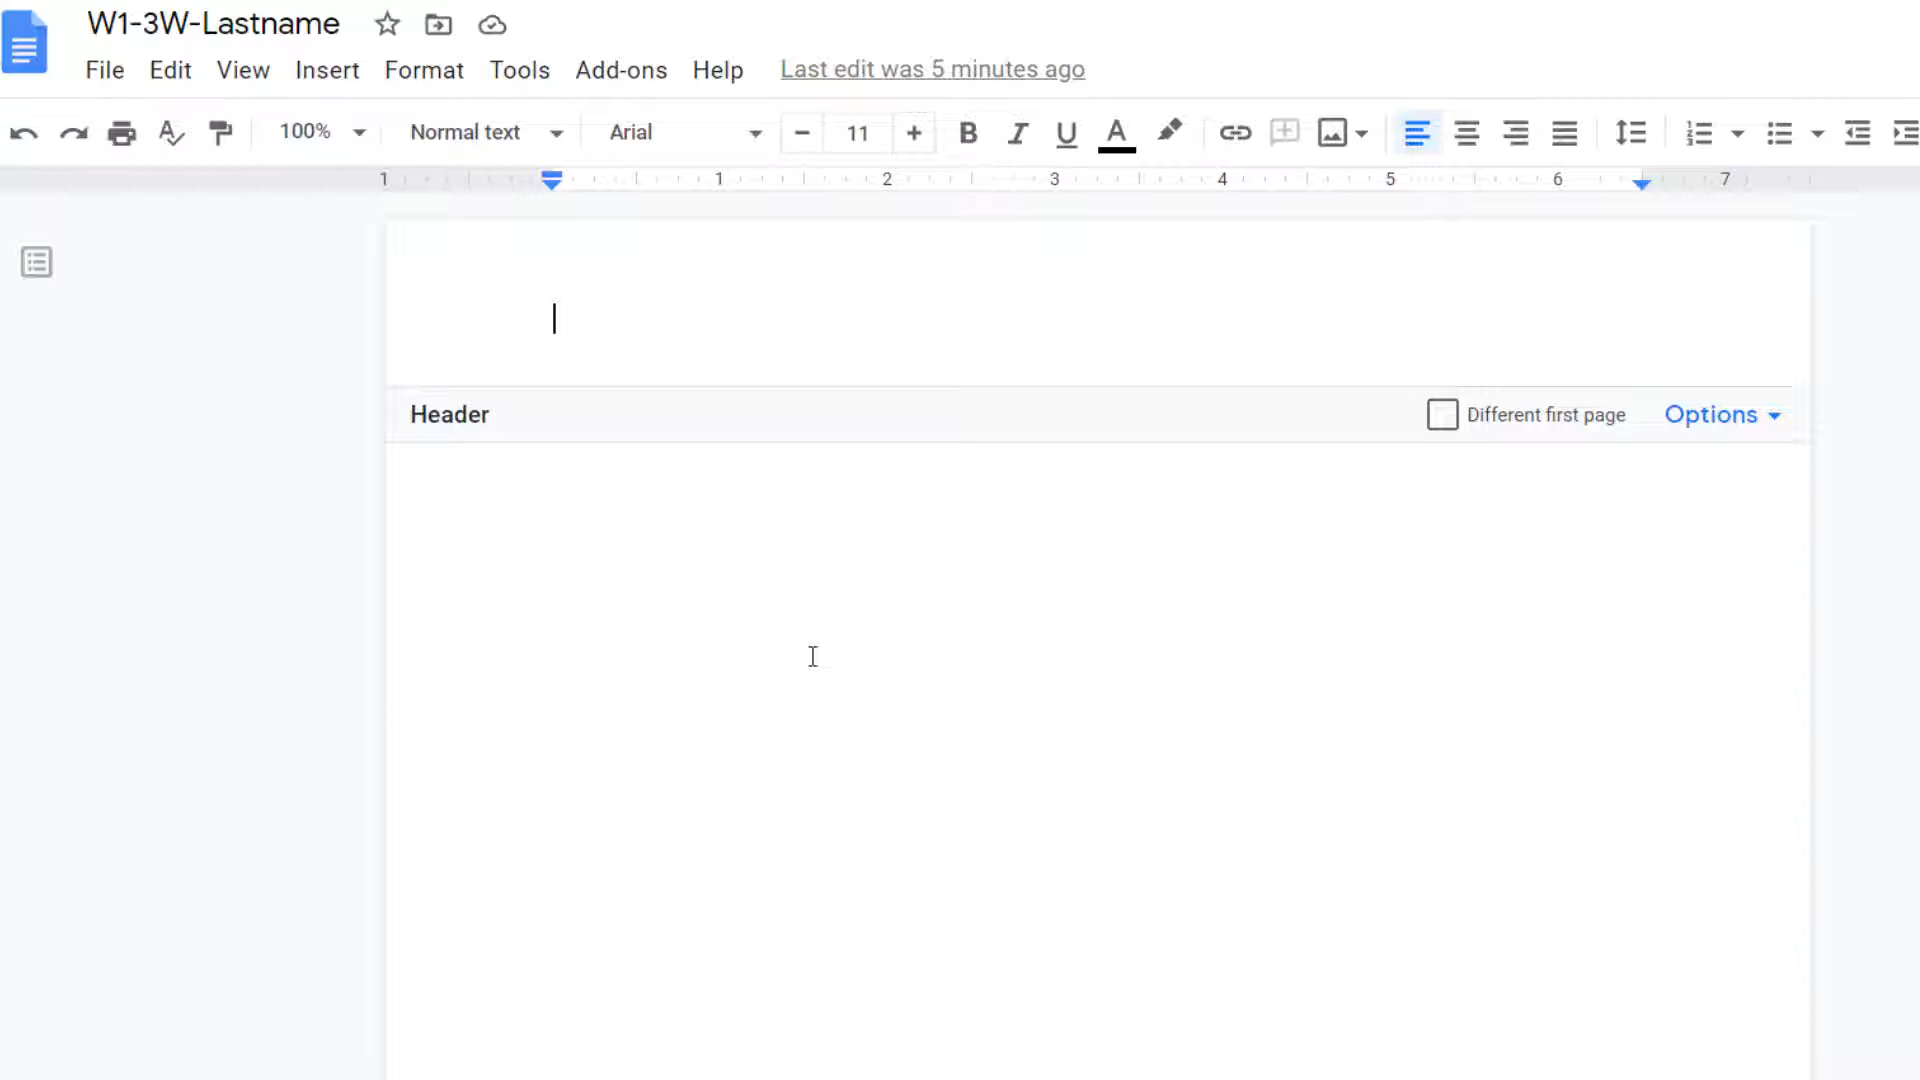 W1-3W-Lastname
File Edit View Insert Format Tools Add-ons Help Last edit was 5 minutes ago
100% Normal text Arial 11 B I U A
1 1 2 3 4 5 6 7
Header Different first page Options